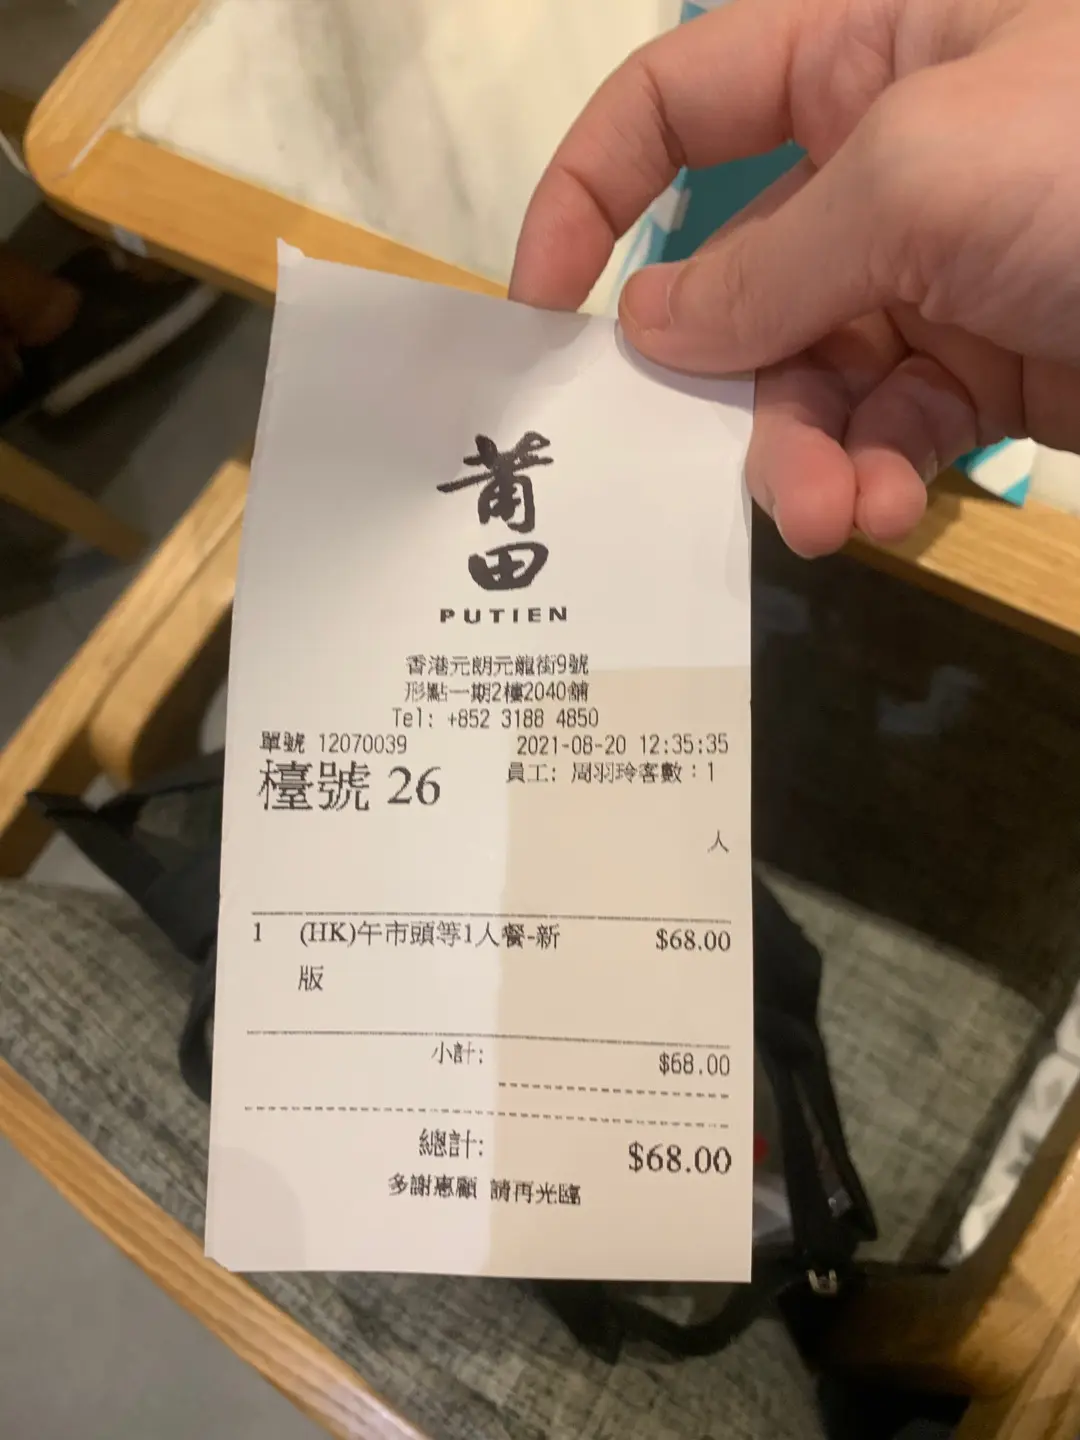 莆田
PUTIEN
香港元朗元龍街9號
形點一期2樓2040舖
Tel: +852 3188 4850
單號 12070039 2021-08-20 12:35:35
檯號 26 員工: 周羽玲客數：1
人
1 (HK)午市頭等1人餐-新 $68.00
版
小計: $68.00
總計: $68.00
多謝惠顧 請再光臨